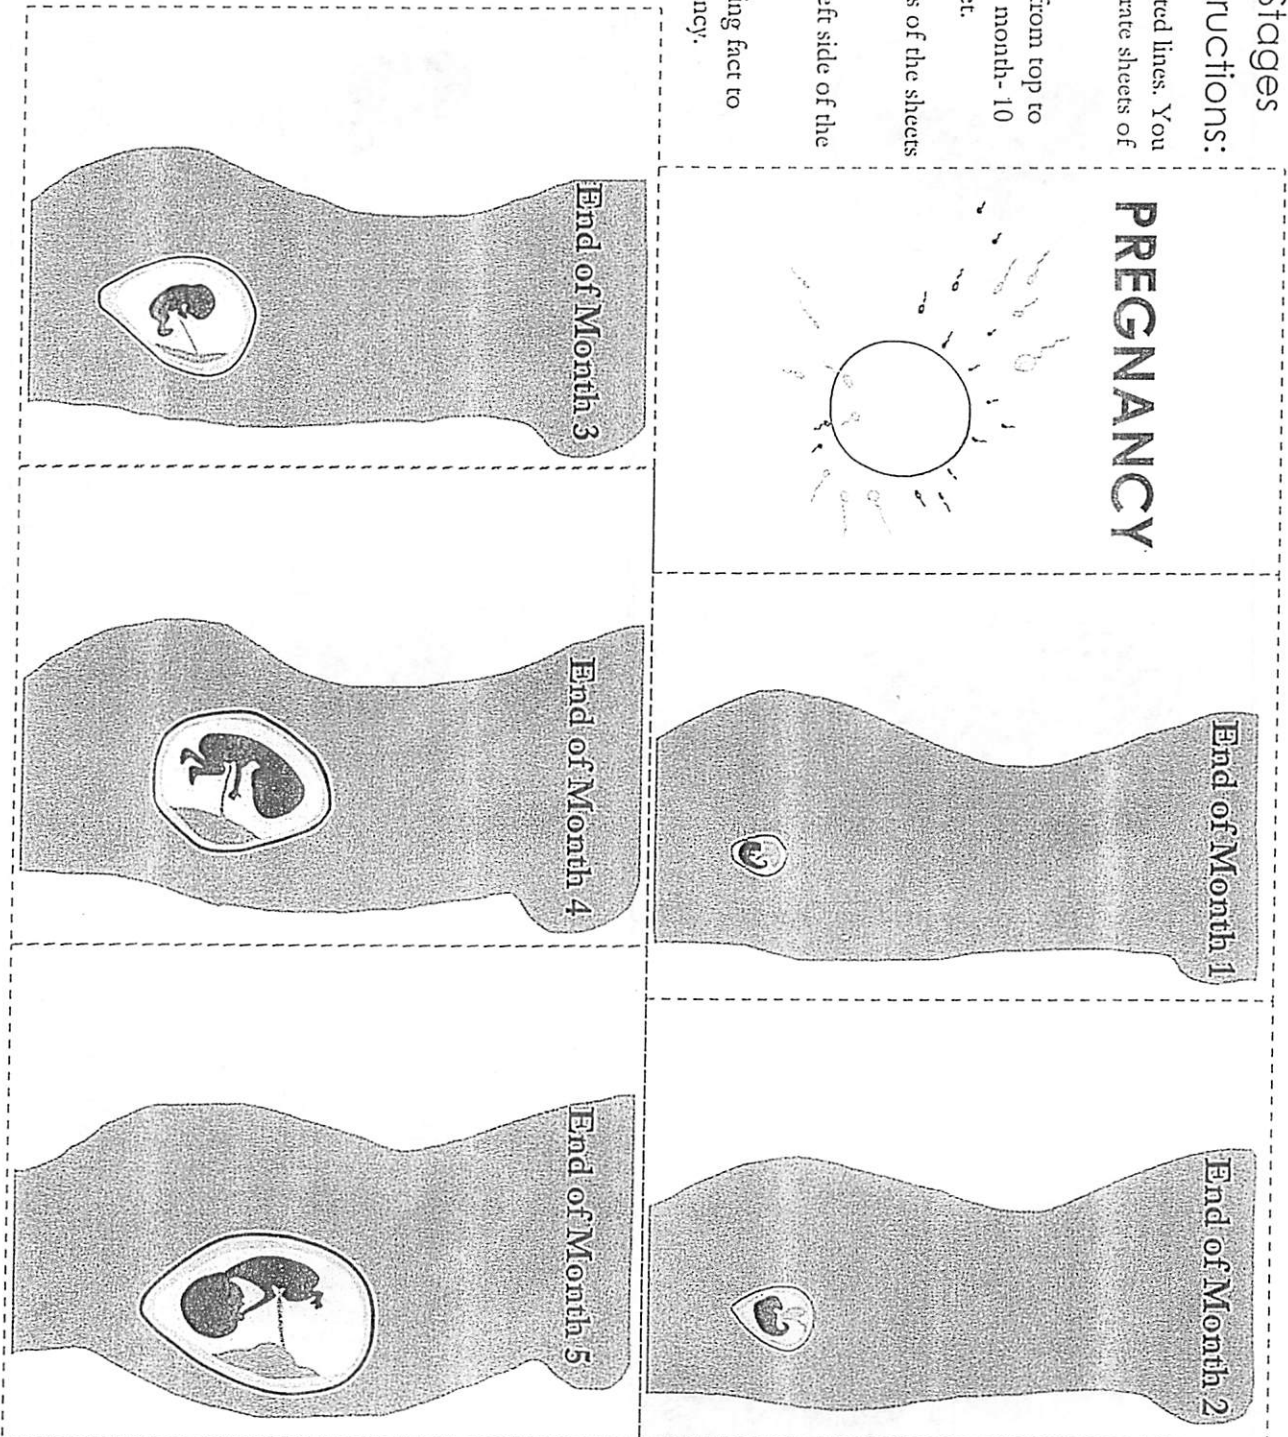 Stages
ructions:
ted lines. You
rate sheets of
from top to
month- 10
et.
s of the sheets
eft side of the
ing fact to
ncy.
PREGNANCY
End of Month 1
End of Month 2
End of Month 3
End of Month 4
End of Month 5